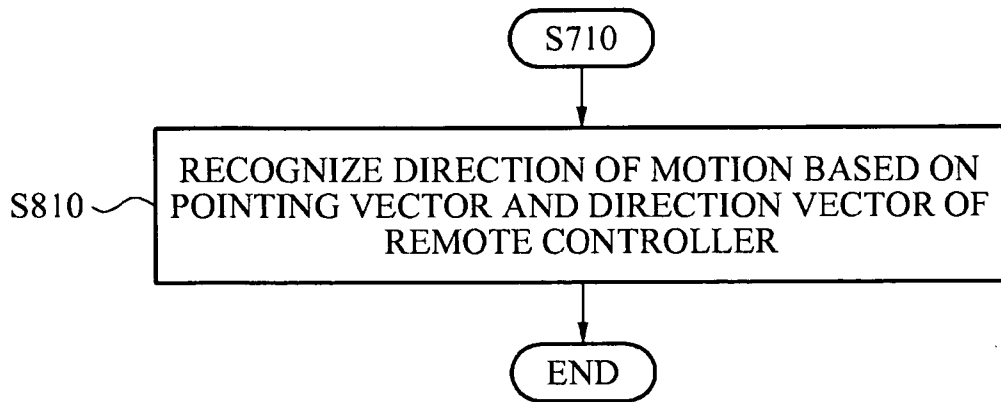 S710
RECOGNIZE DIRECTION OF MOTION BASED ON
S810
POINTING VECTOR AND DIRECTION VECTOR OF
REMOTE CONTROLLER
END